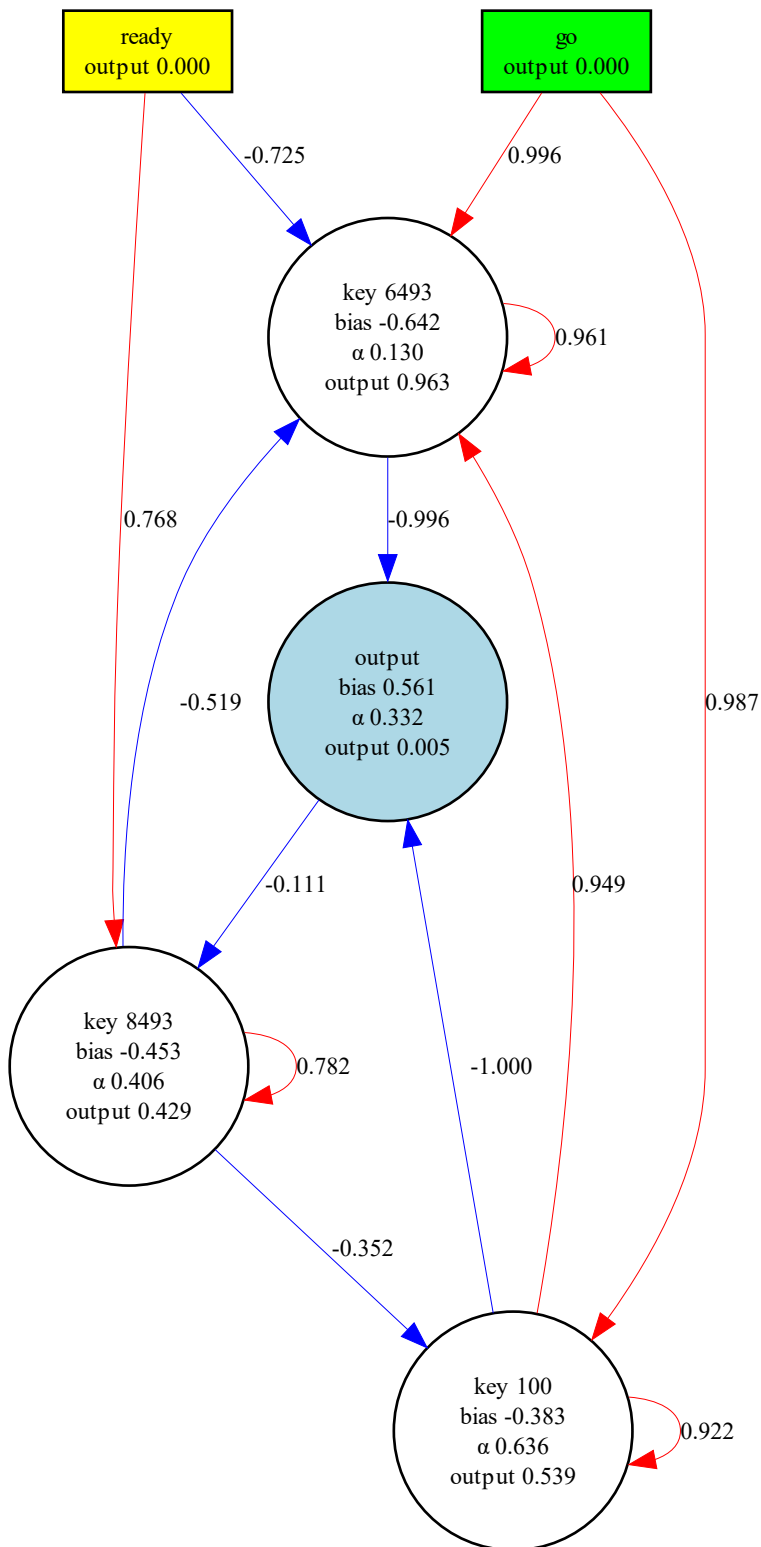 ready
output 0.000
go
output 0.000
-0.725
0.996
key 6493
bias -0.642
α 0.130
output 0.963
0.961
0.768
-0.996
-0.519
output
bias 0.561
α 0.332
output 0.005
0.987
-0.111
0.949
key 8493
bias -0.453
α 0.406
output 0.429
0.782
-1.000
-0.352
key 100
bias -0.383
α 0.636
output 0.539
0.922